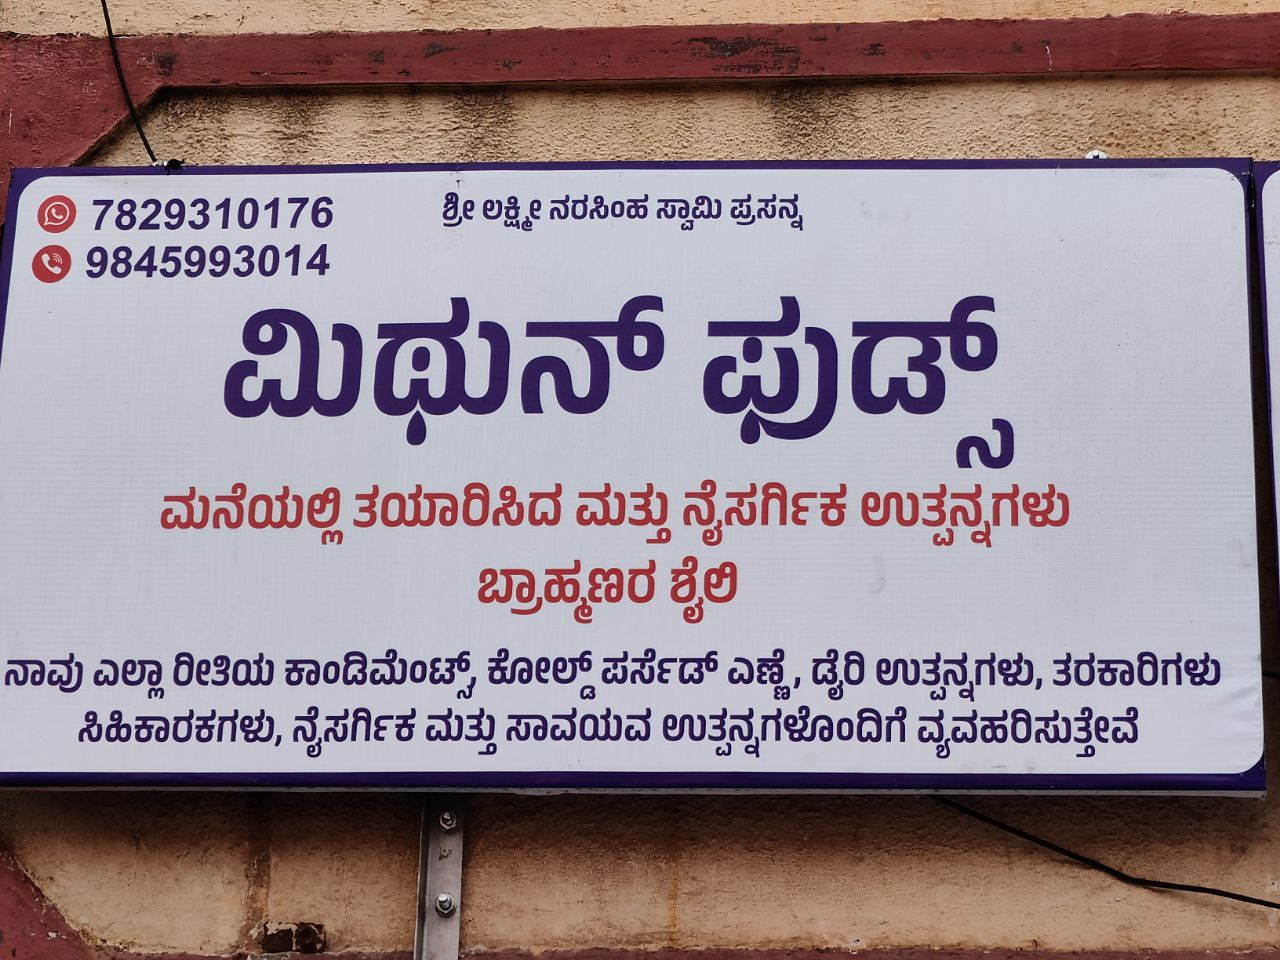 7829310176
ಶ್ರೀ ಲಕ್ಷ್ಮೀ ನರಸಿಂಹ ಸ್ವಾಮಿ ಪ್ರಸನ್ನ
9845993014
ಮಿಥುನ್ ಫುಡ್ಸ್
ಮನೆಯಲ್ಲಿ ತಯಾರಿಸಿದ ಮತ್ತು ನೈಸರ್ಗಿಕ ಉತ್ಪನ್ನಗಳು
ಬ್ರಾಹ್ಮಣರ ಶೈಲಿ
ನಾವು ಎಲ್ಲಾ ರೀತಿಯ ಕಾಂಡಿಮೆಂಟ್ಸ್, ಕೋಲ್ಡ್ ಪರ್ಸೆಡ್ ಎಣ್ಣೆ, ಡೈರಿ ಉತ್ಪನ್ನಗಳು, ತರಕಾರಿಗಳು
ಸಿಹಿಕಾರಕಗಳು, ನೈಸರ್ಗಿಕ ಮತ್ತು ಸಾವಯವ ಉತ್ಪನ್ನಗಳೊಂದಿಗೆ ವ್ಯವಹರಿಸುತ್ತೇವೆ